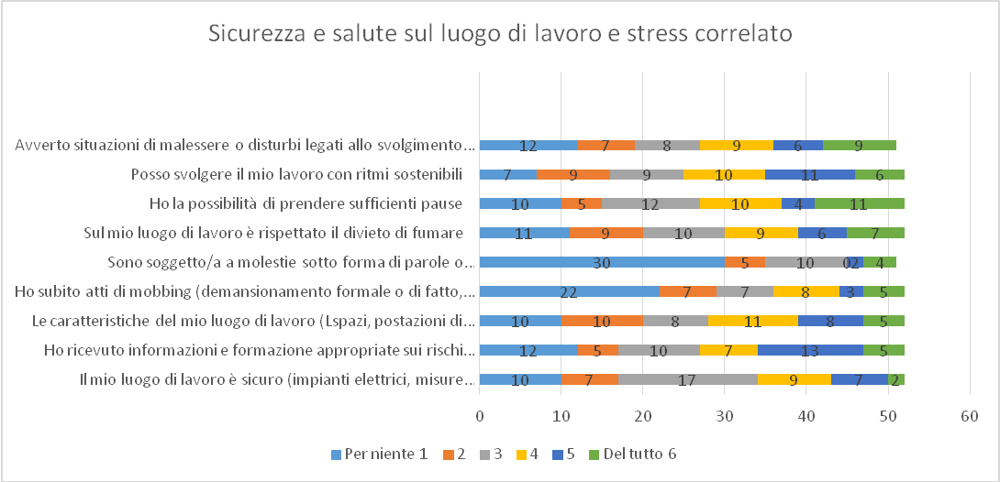 Sicurezza e salute sul luogo di lavoro e stress correlato
Avverto situazioni di malessere o disturbi legati allo svolgimento... 12 7 8 9 6 9
Posso svolgere il mio lavoro con ritmi sostenibili 7 9 9 10 11 6
Ho la possibilità di prendere sufficienti pause 10 5 12 10 4 11
Sul mio luogo di lavoro è rispettato il divieto di fumare 11 9 10 9 6 7
Sono soggetto/a a molestie sotto forma di parole o... 30 5 10 0 2 4
Ho subito atti di mobbing (demansionamento formale o di fatto,... 22 7 7 8 3 5
Le caratteristiche del mio luogo di lavoro (Lspazi, postazioni di... 10 10 8 11 8 5
Ho ricevuto informazioni e formazione appropriate sui rischi... 12 5 10 7 13 5
Il mio luogo di lavoro è sicuro (impianti elettrici, misure... 10 7 17 9 7 2
0 10 20 30 40 50 60
Per niente 1 2 3 4 5 Del tutto 6